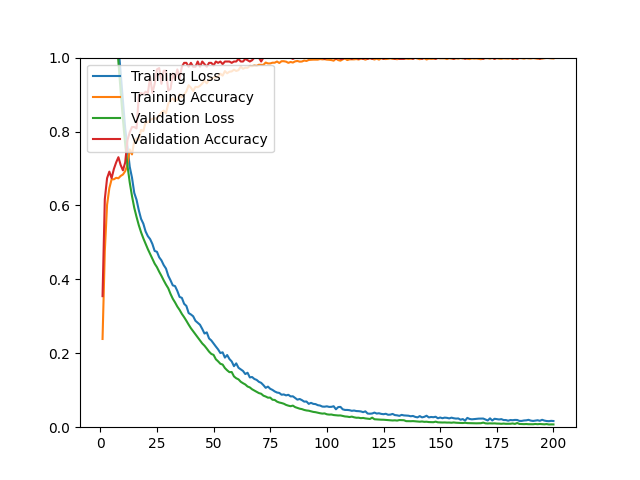 1.0
0.8
0.6
0.4
0.2
0.0
Training Loss
Training Accuracy
Validation Loss
Validation Accuracy
0 25 50 75 100 125 150 175 200